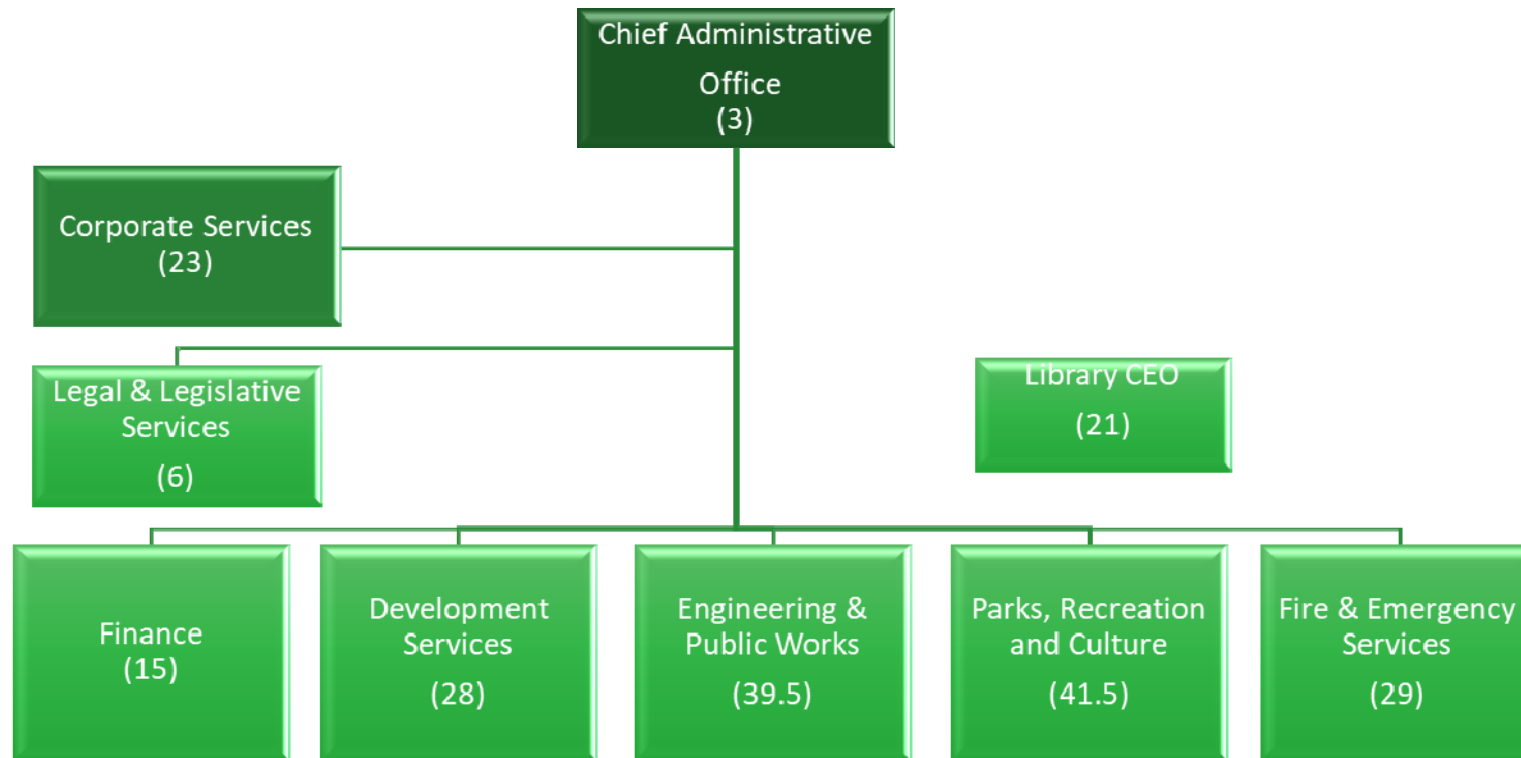 Chief Administrative
Office
(3)
Corporate Services
(23)
Legal & Legislative
Services
(6)
Library CEO
(21)
Finance
(15)
Development
Services
(28)
Engineering &
Public Works
(39.5)
Parks, Recreation
and Culture
(41.5)
Fire & Emergency
Services
(29)